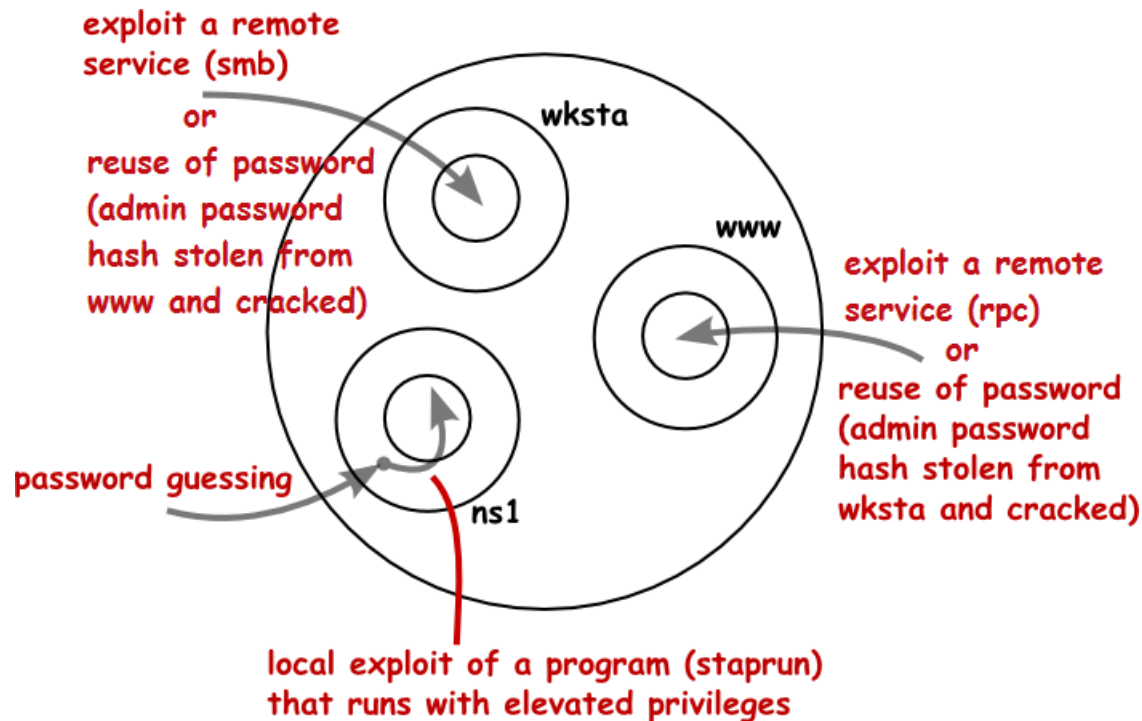 exploit a remote
service (smb)
or
reuse of password
(admin password
hash stolen from
www and cracked)
wksta
www
exploit a remote
service (rpc)
or
reuse of password
(admin password
hash stolen from
wksta and cracked)
password guessing
ns1
local exploit of a program (staprun)
that runs with elevated privileges